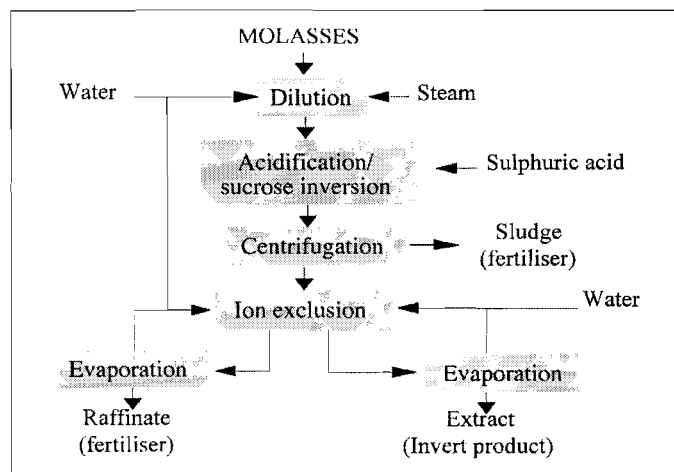 MOLASSES
Water
Dilution
Steam
Acidification/
sucrose inversion
Sulphuric acid
Centrifugation
Sludge
(fertiliser)
Ion exclusion
Water
Evaporation
Evaporation
Raffinate
(fertiliser)
Extract
(Invert product)